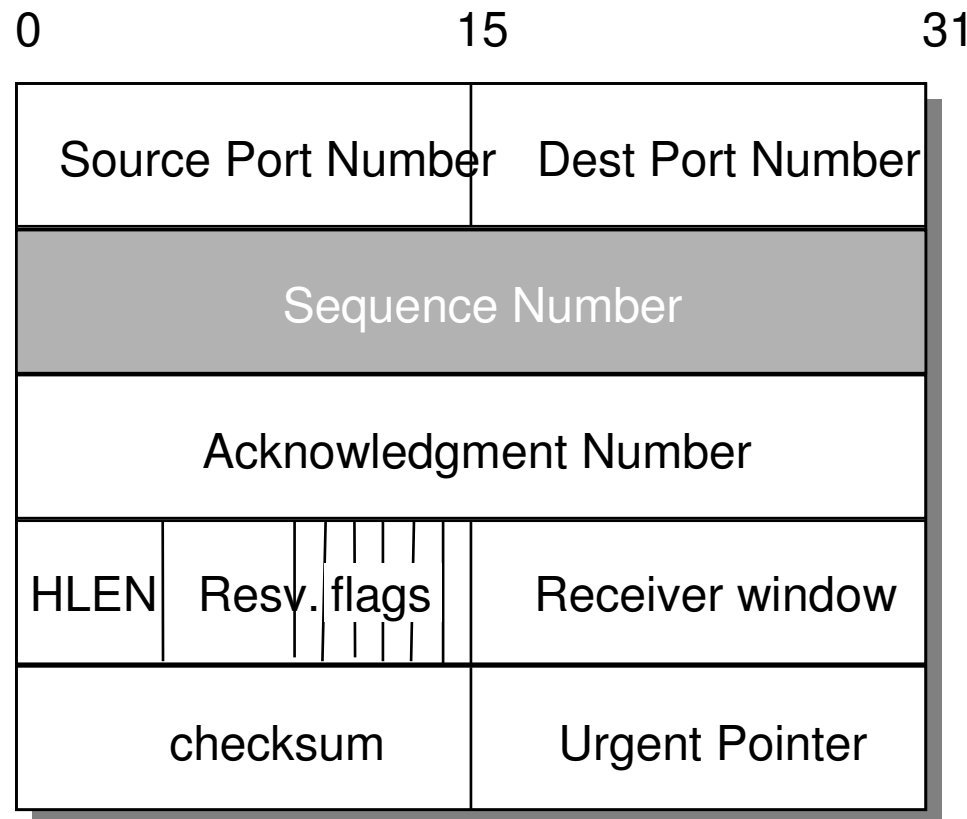 0 15 31
Source Port Number Dest Port Number
Sequence Number
Acknowledgment Number
HLEN Resv. flags Receiver window
checksum Urgent Pointer